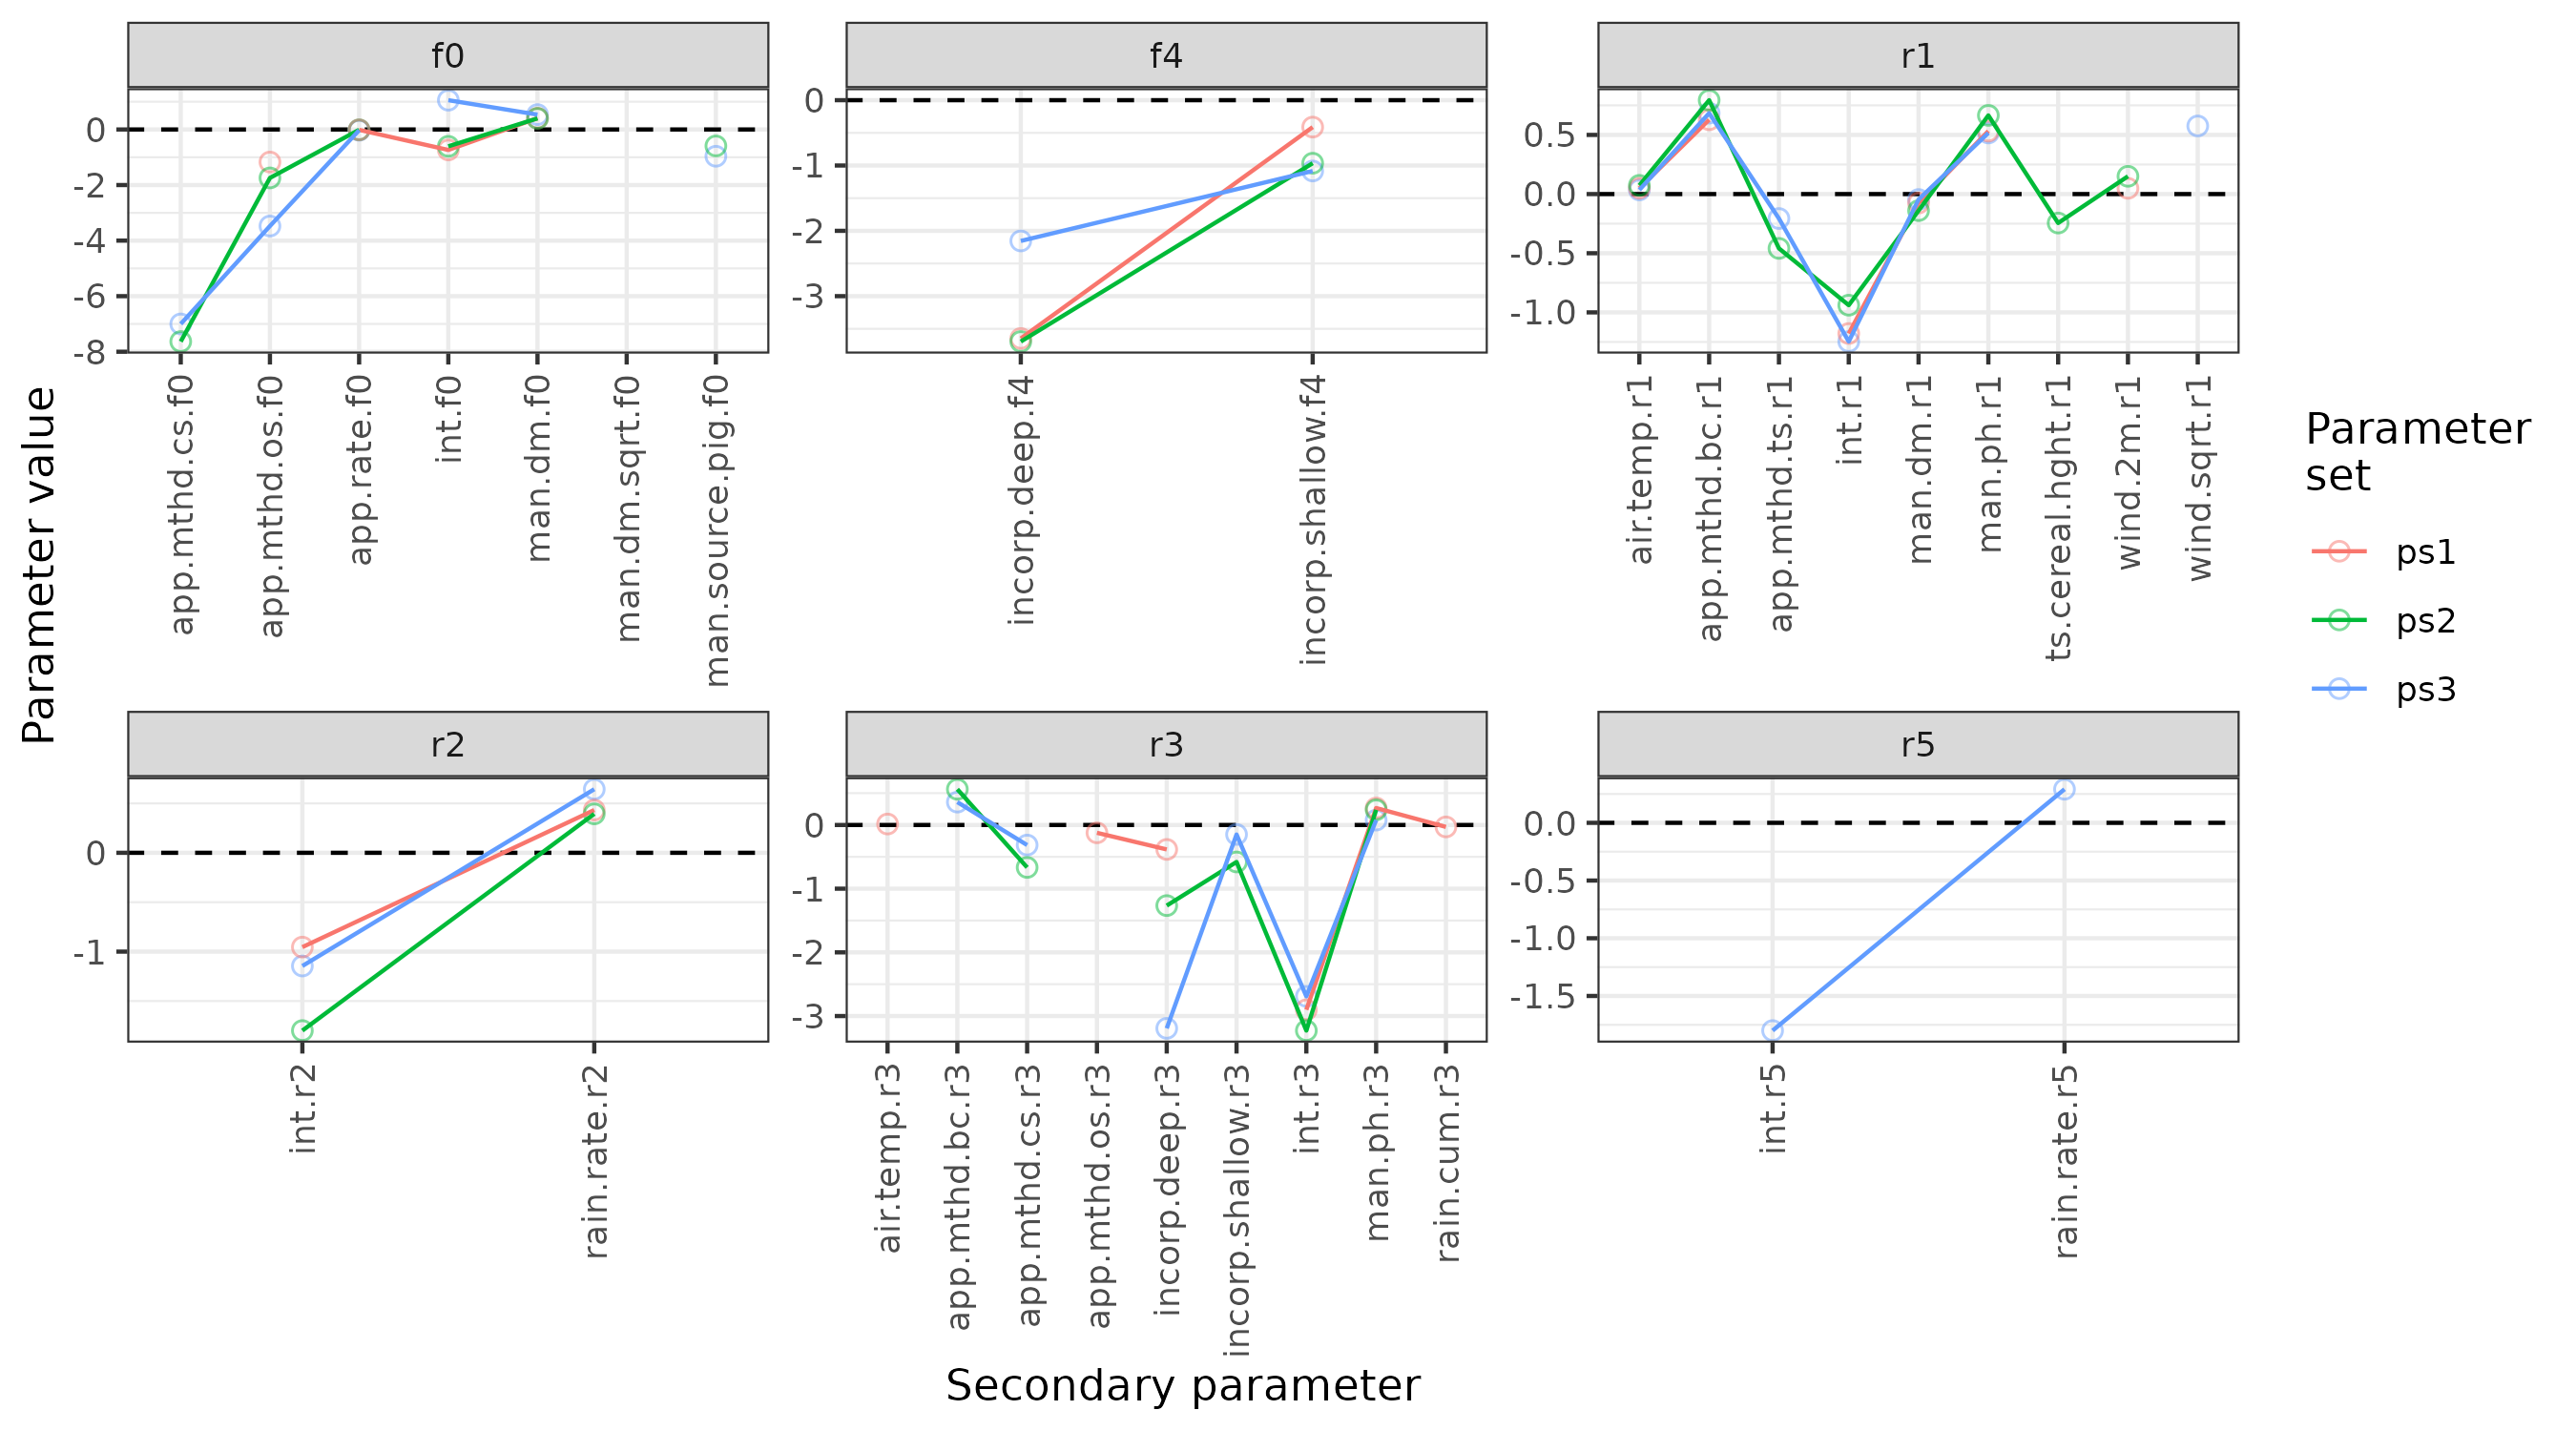 f0
f4
r1
0
-2
-4
-6
-8
0
-1
-2
-3
0.5
0.0
-0.5
-1.0
app.mthd.cs.f0
app.mthd.os.f0
app.rate.f0
int.f0
man.dm.f0
man.dm.sqrt.f0
man.source.pig.f0
incorp.deep.f4
incorp.shallow.f4
air.temp.r1
app.mthd.bc.r1
app.mthd.ts.r1
int.r1
man.dm.r1
man.ph.r1
ts.cereal.hght.r1
wind.2m.r1
wind.sqrt.r1
Parameter value
Parameter
set
ps1
ps2
ps3
r2
r3
r5
0
-1
0
-1
-2
-3
0.0
-0.5
-1.0
-1.5
int.r2
rain.rate.r2
air.temp.r3
app.mthd.bc.r3
app.mthd.cs.r3
app.mthd.os.r3
incorp.deep.r3
incorp.shallow.r3
int.r3
man.ph.r3
rain.cum.r3
int.r5
rain.rate.r5
Secondary parameter